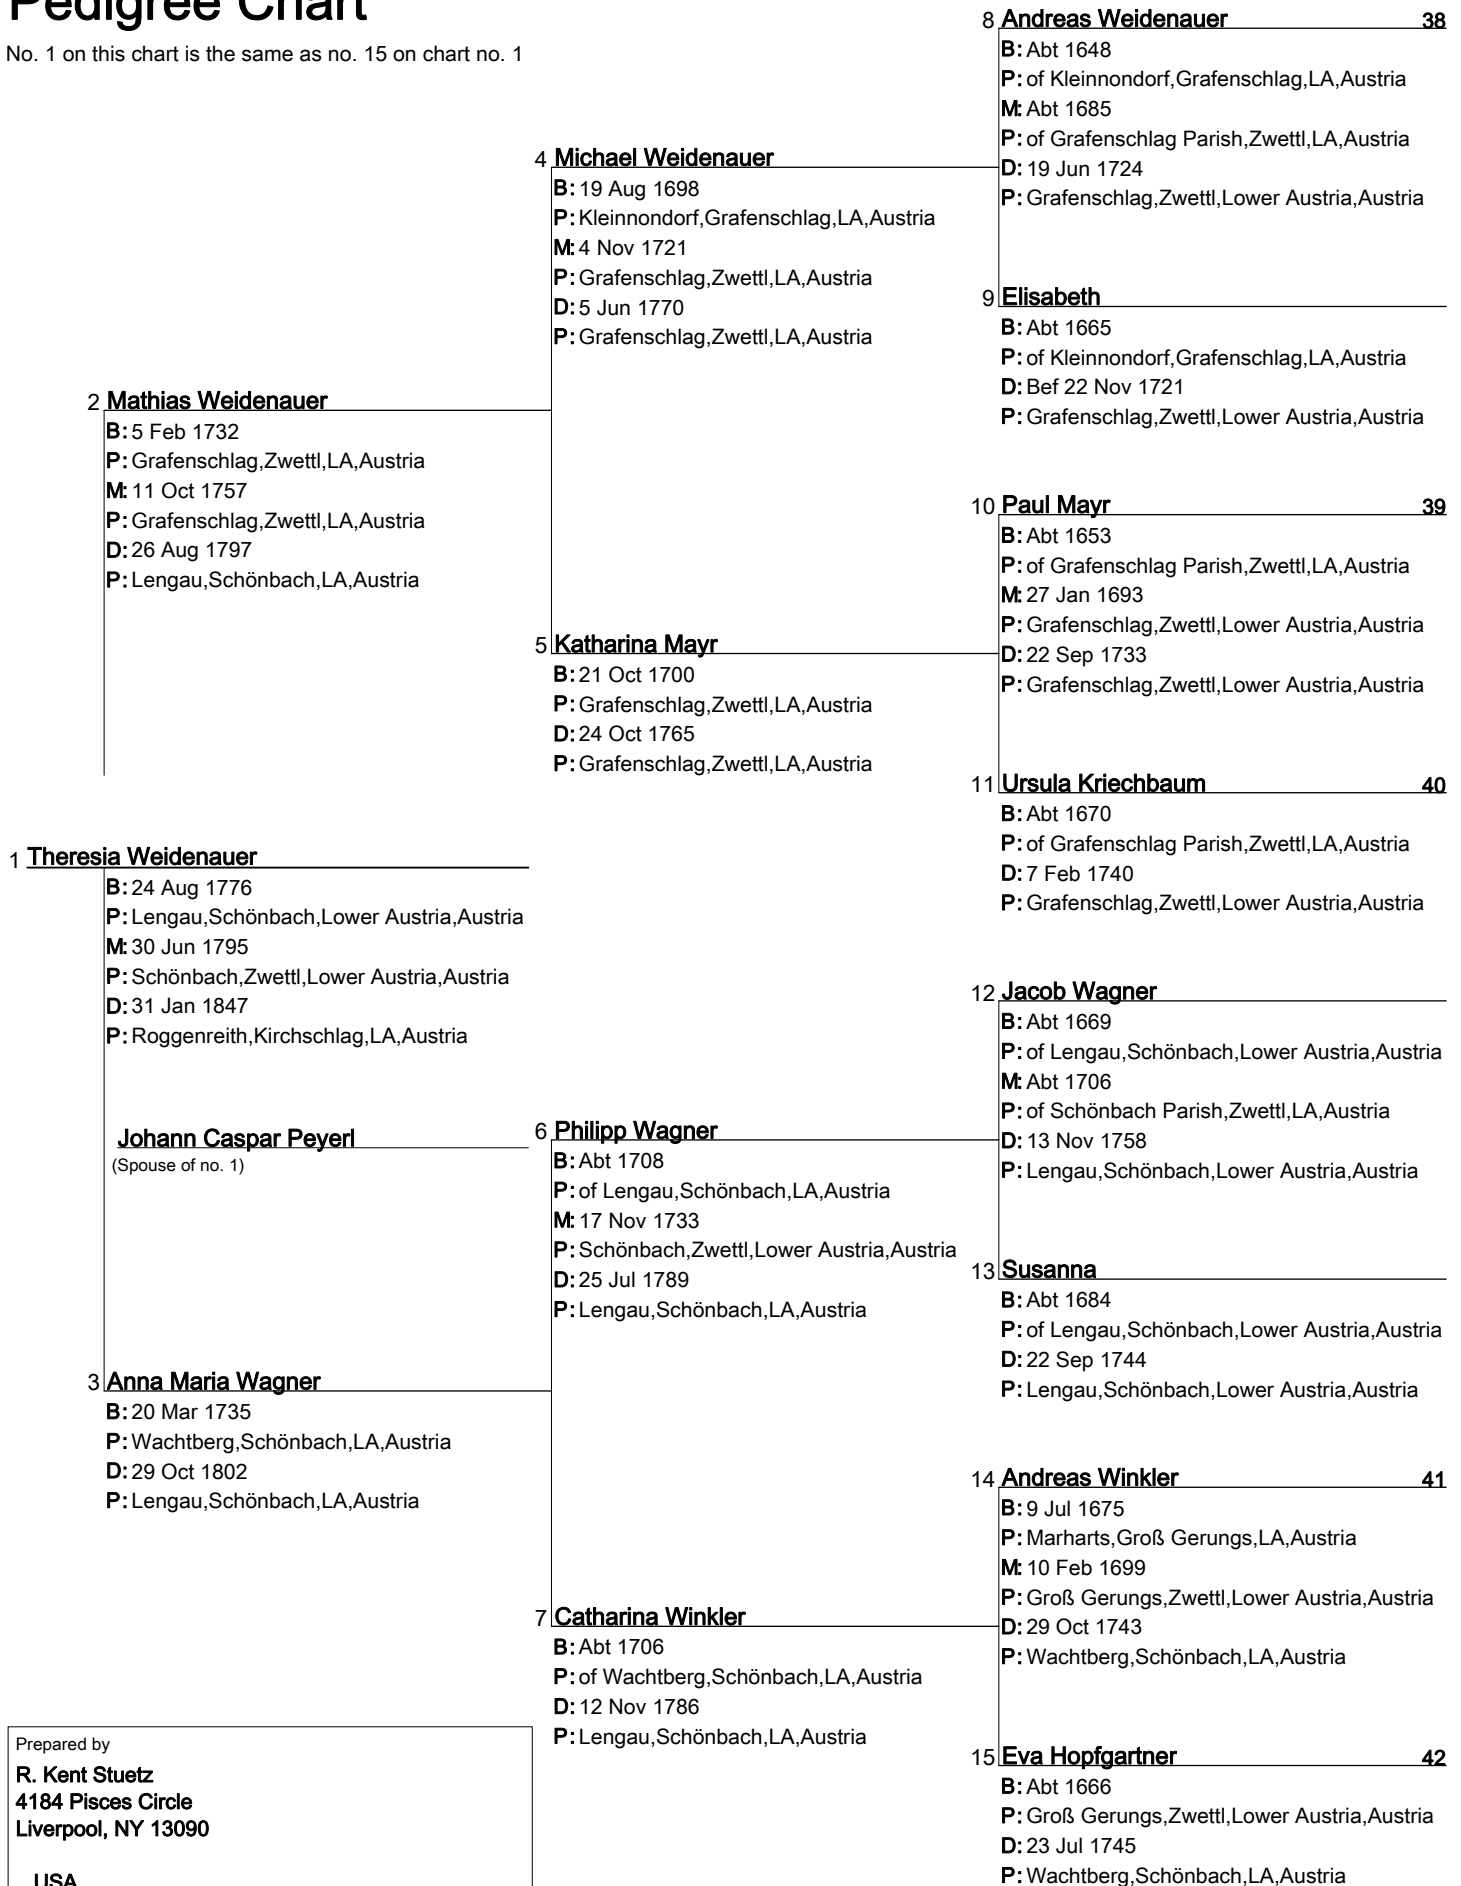 Pedigree Chart
No. 1 on this chart is the same as no. 15 on chart no. 1
8 Andreas Weidenauer 38
B: Abt 1648
P: of Kleinnondorf,Grafenschlag,LA,Austria
M: Abt 1685
P: of Grafenschlag Parish,Zwettl,LA,Austria
D: 19 Jun 1724
P: Grafenschlag,Zwettl,Lower Austria,Austria
4 Michael Weidenauer
B: 19 Aug 1698
P: Kleinnondorf,Grafenschlag,LA,Austria
M: 4 Nov 1721
P: Grafenschlag,Zwettl,LA,Austria
D: 5 Jun 1770
P: Grafenschlag,Zwettl,LA,Austria
9 Elisabeth
B: Abt 1665
P: of Kleinnondorf,Grafenschlag,LA,Austria
D: Bef 22 Nov 1721
P: Grafenschlag,Zwettl,Lower Austria,Austria
2 Mathias Weidenauer
B: 5 Feb 1732
P: Grafenschlag,Zwettl,LA,Austria
M: 11 Oct 1757
P: Grafenschlag,Zwettl,LA,Austria
D: 26 Aug 1797
P: Lengau,Schönbach,LA,Austria
10 Paul Mayr 39
B: Abt 1653
P: of Grafenschlag Parish,Zwettl,LA,Austria
M: 27 Jan 1693
P: Grafenschlag,Zwettl,Lower Austria,Austria
D: 22 Sep 1733
P: Grafenschlag,Zwettl,Lower Austria,Austria
5 Katharina Mayr
B: 21 Oct 1700
P: Grafenschlag,Zwettl,LA,Austria
D: 24 Oct 1765
P: Grafenschlag,Zwettl,LA,Austria
11 Ursula Kriechbaum 40
B: Abt 1670
P: of Grafenschlag Parish,Zwettl,LA,Austria
D: 7 Feb 1740
P: Grafenschlag,Zwettl,Lower Austria,Austria
1 Theresia Weidenauer
B: 24 Aug 1776
P: Lengau,Schönbach,Lower Austria,Austria
M: 30 Jun 1795
P: Schönbach,Zwettl,Lower Austria,Austria
D: 31 Jan 1847
P: Roggenreith,Kirchschlag,LA,Austria
Johann Caspar Peyerl
(Spouse of no. 1)
12 Jacob Wagner
B: Abt 1669
P: of Lengau,Schönbach,Lower Austria,Austria
M: Abt 1706
P: of Schönbach Parish,Zwettl,LA,Austria
D: 13 Nov 1758
P: Lengau,Schönbach,Lower Austria,Austria
6 Philipp Wagner
B: Abt 1708
P: of Lengau,Schönbach,LA,Austria
M: 17 Nov 1733
P: Schönbach,Zwettl,Lower Austria,Austria
D: 25 Jul 1789
P: Lengau,Schönbach,LA,Austria
13 Susanna
B: Abt 1684
P: of Lengau,Schönbach,Lower Austria,Austria
D: 22 Sep 1744
P: Lengau,Schönbach,Lower Austria,Austria
3 Anna Maria Wagner
B: 20 Mar 1735
P: Wachtberg,Schönbach,LA,Austria
D: 29 Oct 1802
P: Lengau,Schönbach,LA,Austria
14 Andreas Winkler 41
B: 9 Jul 1675
P: Marharts,Groß Gerungs,LA,Austria
M: 10 Feb 1699
P: Groß Gerungs,Zwettl,Lower Austria,Austria
D: 29 Oct 1743
P: Wachtberg,Schönbach,LA,Austria
7 Catharina Winkler
B: Abt 1706
P: of Wachtberg,Schönbach,LA,Austria
D: 12 Nov 1786
P: Lengau,Schönbach,LA,Austria
15 Eva Hopfgartner 42
B: Abt 1666
P: Groß Gerungs,Zwettl,Lower Austria,Austria
D: 23 Jul 1745
P: Wachtberg,Schönbach,LA,Austria
Prepared by
R. Kent Stuetz
4184 Pisces Circle
Liverpool, NY 13090
USA